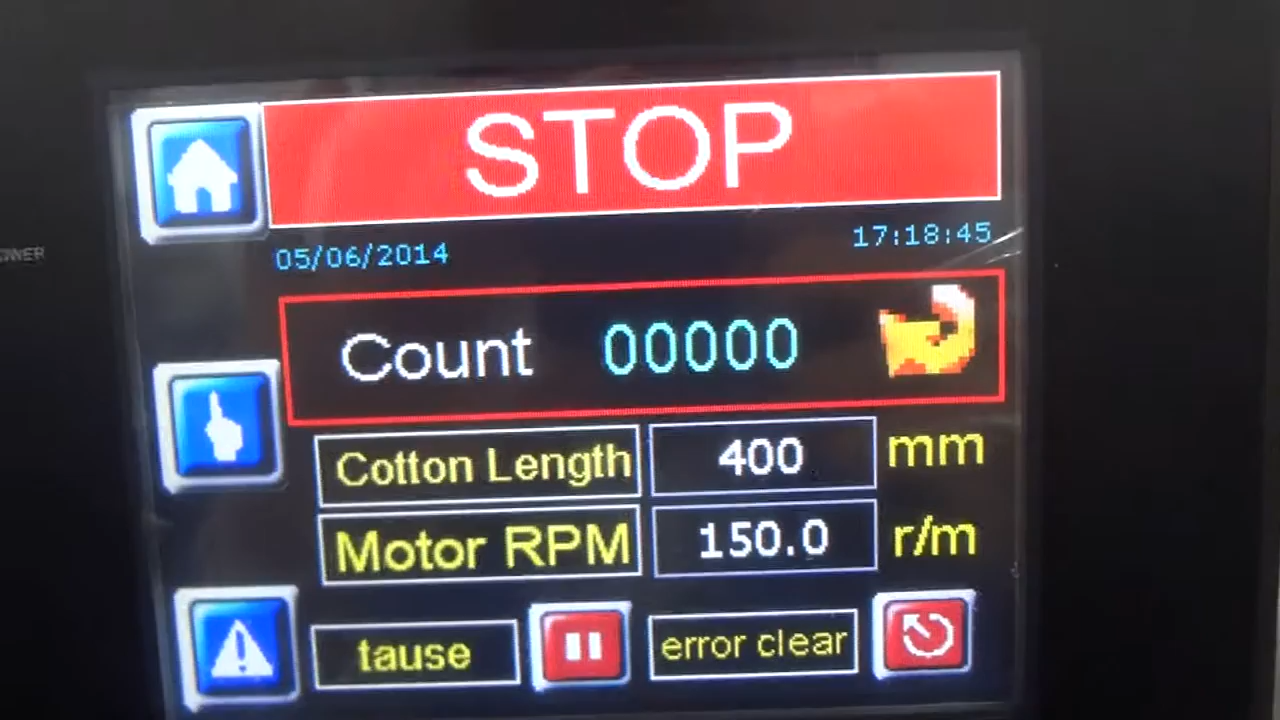 STOP
05/06/2014 17:18:45
Count 00000
Cotton Length 400 mm
Motor RPM 150.0 r/m
tause error clear